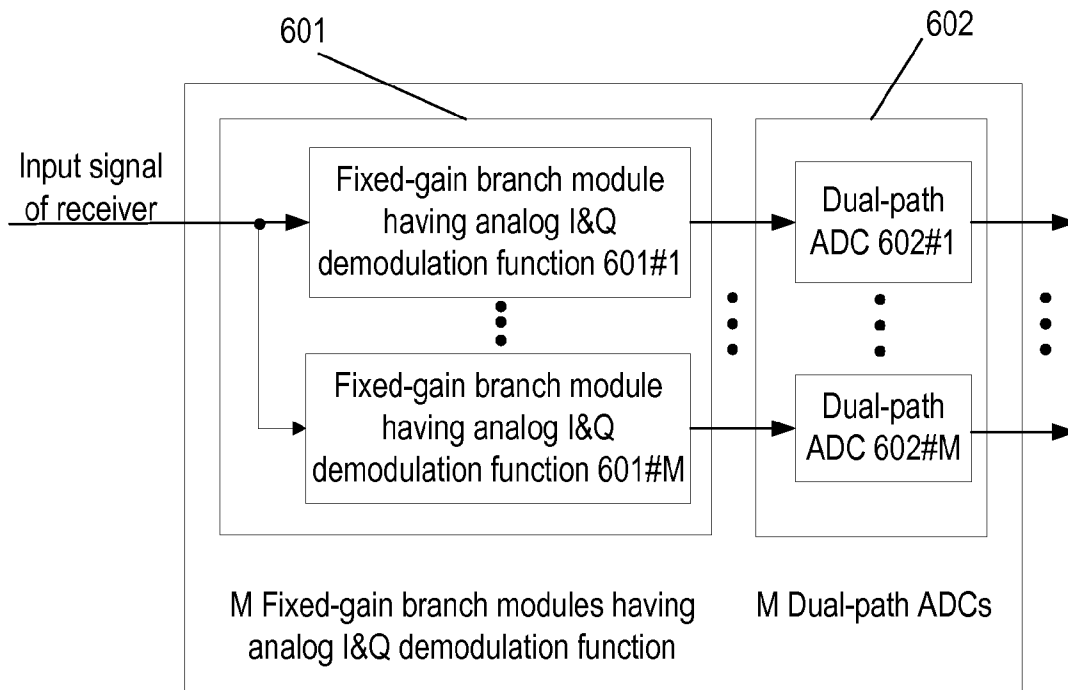 601
602
Input signal
of receiver
Fixed-gain branch module
having analog I&Q
demodulation function 601#1
Dual-path
ADC 602#1
Fixed-gain branch module
having analog I&Q
demodulation function 601#M
Dual-path
ADC 602#M
M Fixed-gain branch modules having
analog I&Q demodulation function
M Dual-path ADCs